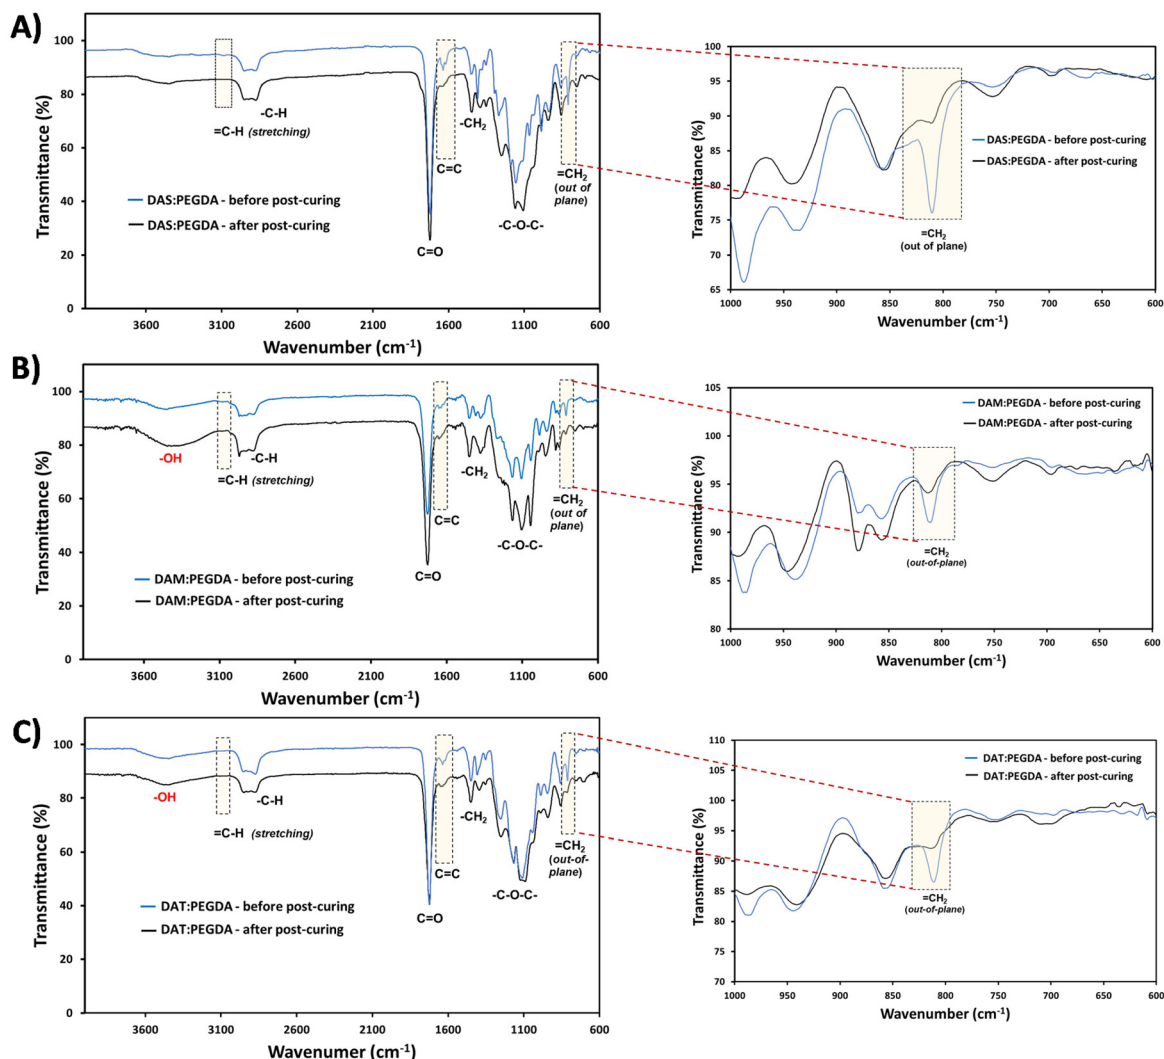 A)
100
80
60
40
20
0
Transmittance (%)
=C-H (stretching)
-C-H
C=O
C=C
-CH2
-C-O-C-
=CH2
(out of
plane)
DAS:PEGDA - before post-curing
DAS:PEGDA - after post-curing
3600 3100 2600 2100 1600 1100 600
Wavenumber (cm-1)
100
95
90
85
80
75
70
65
Transmittance (%)
DAS:PEGDA - before post-curing
DAS:PEGDA - after post-curing
=CH2
(out of plane)
1000 950 900 850 800 750 700 650 600
Wavenumber (cm-1)
B)
100
80
60
40
20
0
Transmittance (%)
-OH
=C-H (stretching)
-C-H
C=O
C=C
-CH2
-C-O-C-
=CH2
(out of
plane)
DAM:PEGDA - before post-curing
DAM:PEGDA - after post-curing
3600 3100 2600 2100 1600 1100 600
Wavenumber (cm-1)
105
100
95
90
85
80
Transmittance (%)
DAM:PEGDA - before post-curing
DAM:PEGDA - after post-curing
=CH2
(out-of-plane)
1000 950 900 850 800 750 700 650 600
Wavenumber (cm-1)
C)
100
80
60
40
20
0
Transmittance (%)
-OH
=C-H (stretching)
-C-H
C=O
C=C
-CH2
-C-O-C-
=CH2
(out-of-
plane)
DAT:PEGDA - before post-curing
DAT:PEGDA - after post-curing
3600 3100 2600 2100 1600 1100 600
Wavenumer (cm-1)
110
105
100
95
90
85
80
75
70
Transmittance (%)
DAT:PEGDA - before post-curing
DAT:PEGDA - after post-curing
=CH2
(out-of-plane)
1000 950 900 850 800 750 700 650 600
Wavenumber (cm-1)